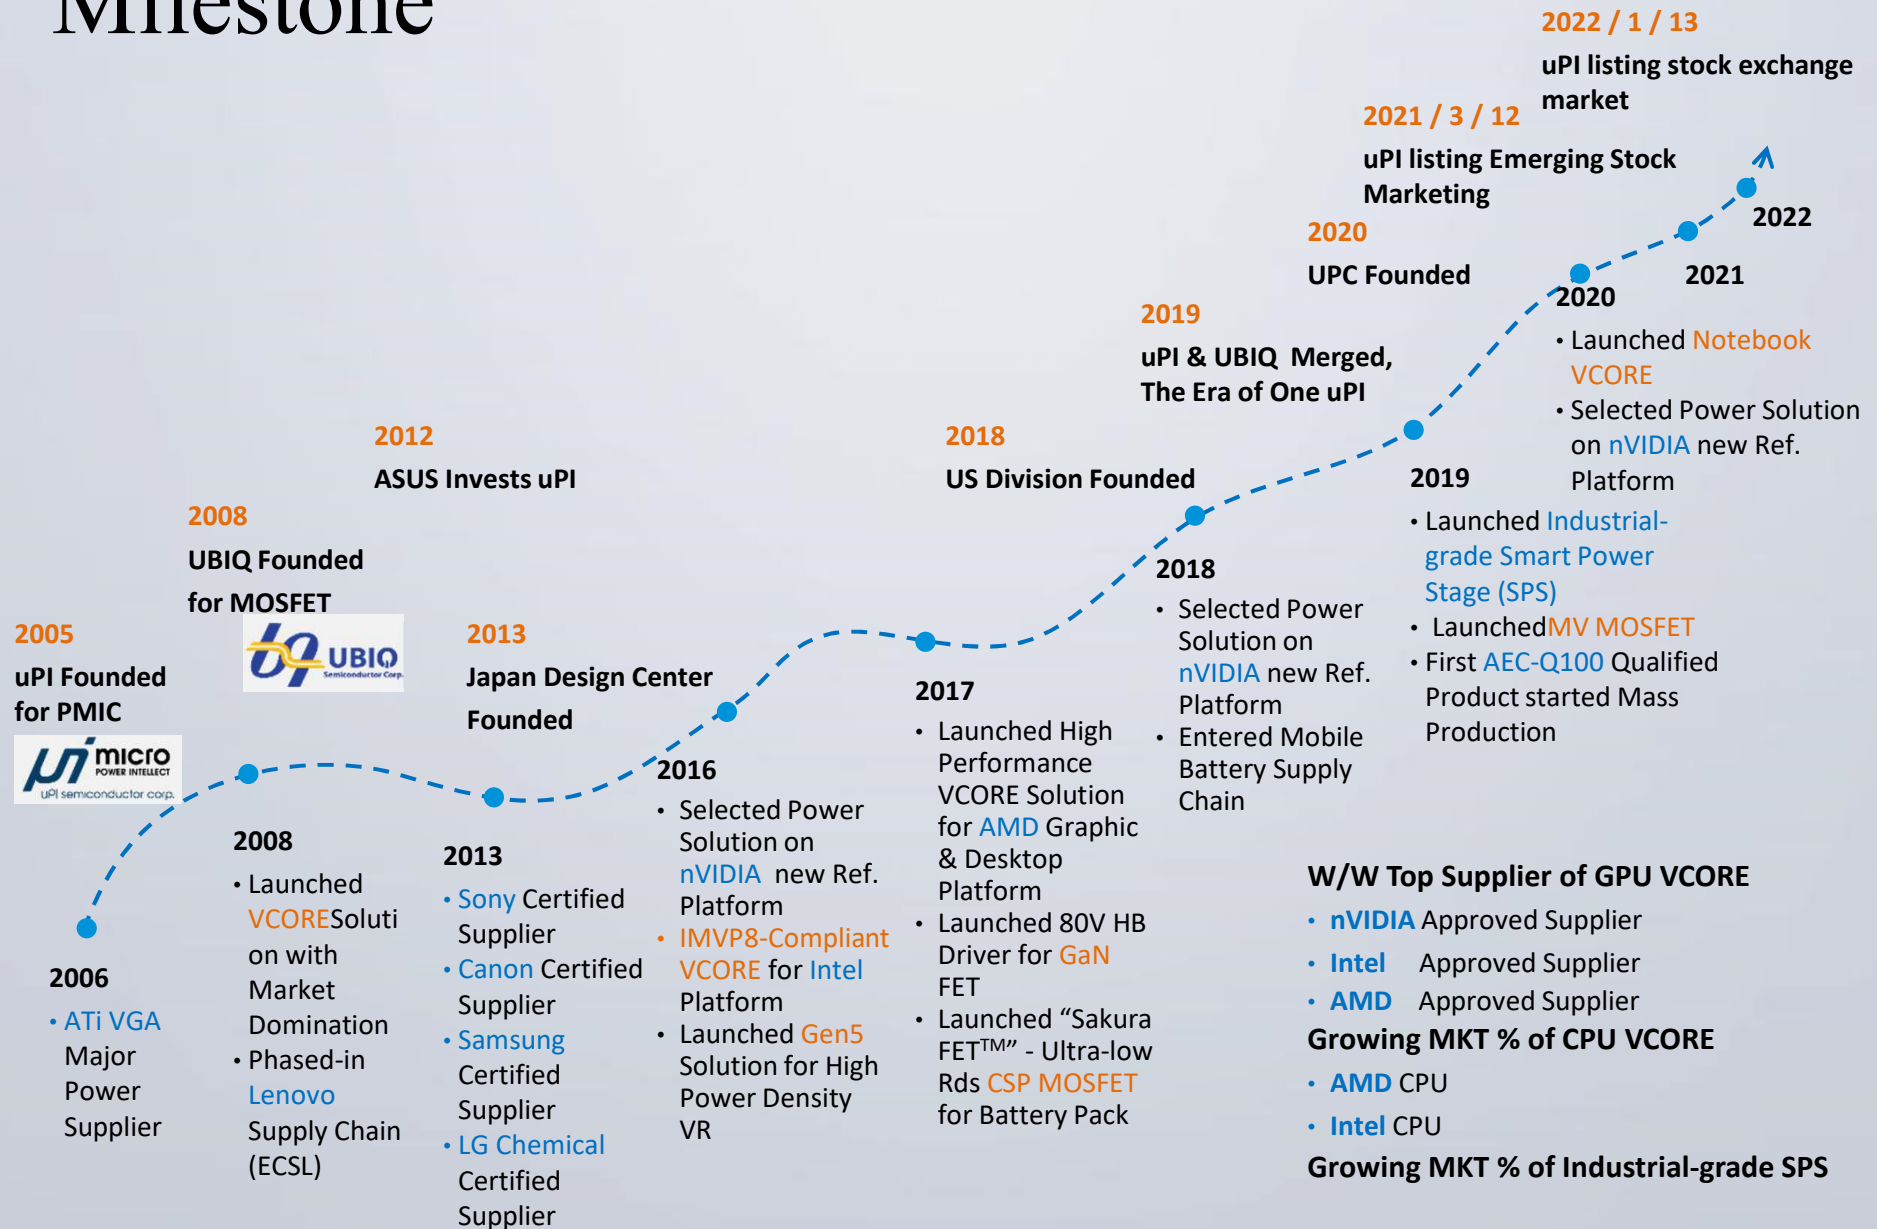 Milestone
2005
uPI Founded
for PMIC
micro
POWER INTELLECT
uPI semiconductor corp.
2008
UBIQ Founded
for MOSFET
UBIQ
Semiconductor Corp.
2012
ASUS Invests uPI
2013
Japan Design Center
Founded
2018
US Division Founded
2019
uPI & UBIQ Merged,
The Era of One uPI
2020
UPC Founded
2021 / 3 / 12
uPI listing Emerging Stock
Marketing
2022 / 1 / 13
uPI listing stock exchange
market
2006
• ATi VGA
Major
Power
Supplier
2008
• Launched
VCORESoluti
on with
Market
Domination
• Phased-in
Lenovo
Supply Chain
(ECSL)
2013
• Sony Certified
Supplier
• Canon Certified
Supplier
• Samsung
Certified
Supplier
• LG Chemical
Certified
Supplier
2016
• Selected Power
Solution on
nVIDIA new Ref.
Platform
• IMVP8-Compliant
VCORE for Intel
Platform
• Launched Gen5
Solution for High
Power Density
VR
2017
• Launched High
Performance
VCORE Solution
for AMD Graphic
& Desktop
Platform
• Launched 80V HB
Driver for GaN
FET
• Launched “Sakura
FET™” - Ultra-low
Rds CSP MOSFET
for Battery Pack
2018
• Selected Power
Solution on
nVIDIA new Ref.
Platform
• Entered Mobile
Battery Supply
Chain
2019
• Launched Industrial-
grade Smart Power
Stage (SPS)
• LaunchedMV MOSFET
• First AEC-Q100 Qualified
Product started Mass
Production
2020
• Launched Notebook
VCORE
• Selected Power Solution
on nVIDIA new Ref.
Platform
2021
2022
W/W Top Supplier of GPU VCORE
• nVIDIA Approved Supplier
• Intel Approved Supplier
• AMD Approved Supplier
Growing MKT % of CPU VCORE
• AMD CPU
• Intel CPU
Growing MKT % of Industrial-grade SPS